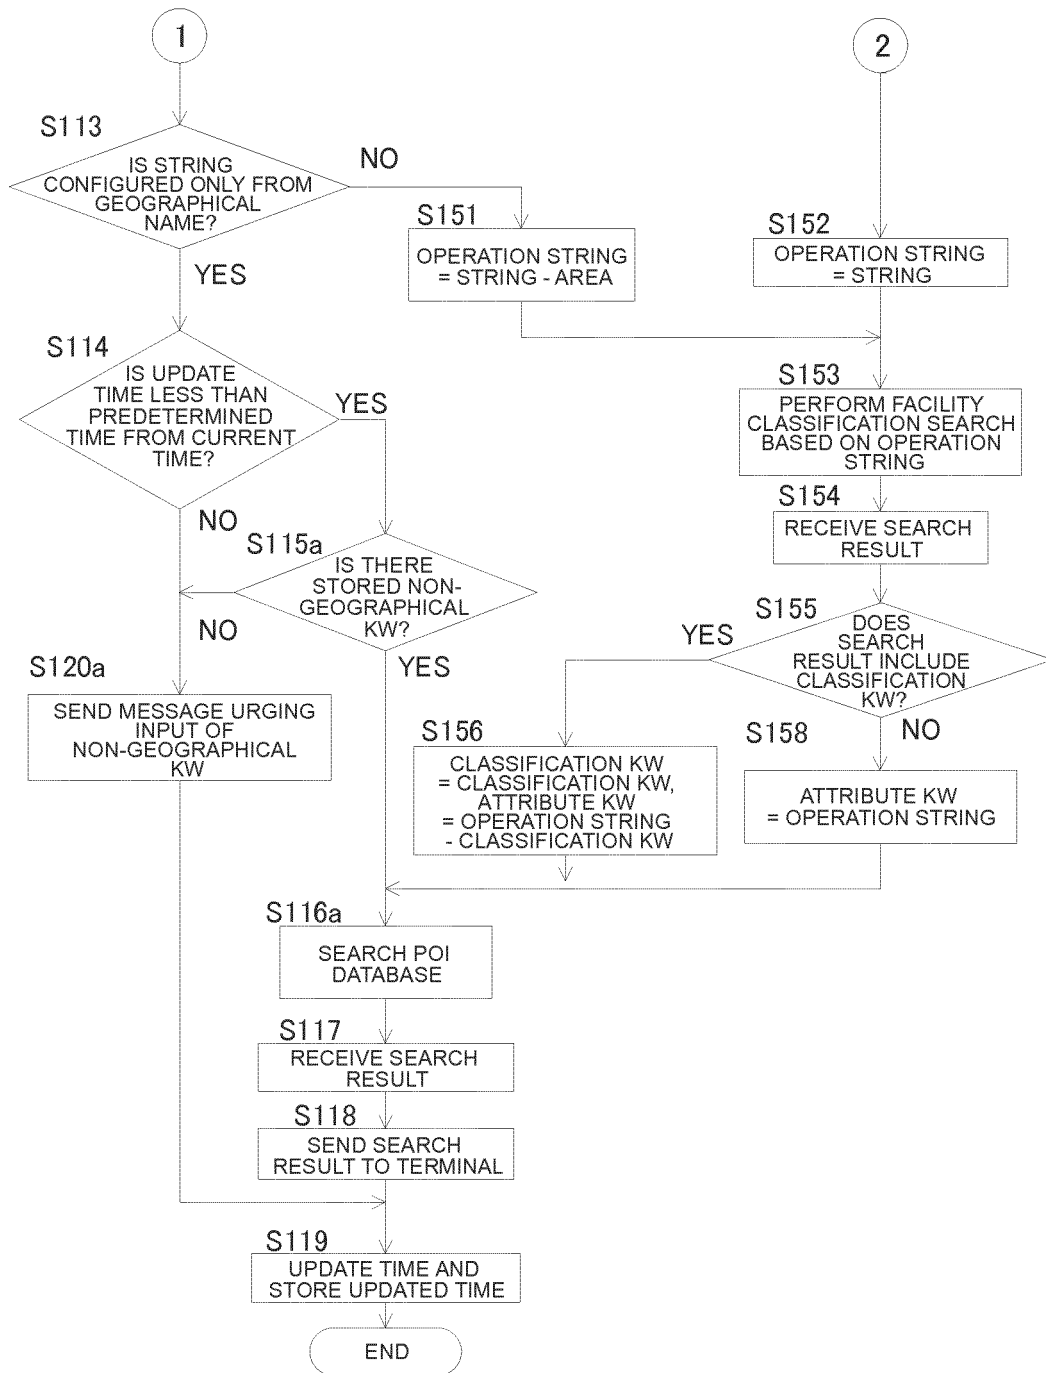 1
2
S113
IS STRING
CONFIGURED ONLY FROM
GEOGRAPHICAL
NAME?
NO
YES
S151
OPERATION STRING
= STRING - AREA
S152
OPERATION STRING
= STRING
S114
IS UPDATE
TIME LESS THAN
PREDETERMINED
TIME FROM CURRENT
TIME?
YES
NO
S153
PERFORM FACILITY
CLASSIFICATION SEARCH
BASED ON OPERATION
STRING
S154
RECEIVE SEARCH
RESULT
S115a
IS THERE
STORED NON-
GEOGRAPHICAL
KW?
NO
YES
S155
DOES
SEARCH
RESULT INCLUDE
CLASSIFICATION
KW?
YES
NO
S120a
SEND MESSAGE URGING
INPUT OF
NON-GEOGRAPHICAL
KW
S156
CLASSIFICATION KW
= CLASSIFICATION KW,
ATTRIBUTE KW
= OPERATION STRING
- CLASSIFICATION KW
S158
ATTRIBUTE KW
= OPERATION STRING
S116a
SEARCH POI
DATABASE
S117
RECEIVE SEARCH
RESULT
S118
SEND SEARCH
RESULT TO TERMINAL
S119
UPDATE TIME AND
STORE UPDATED TIME
END